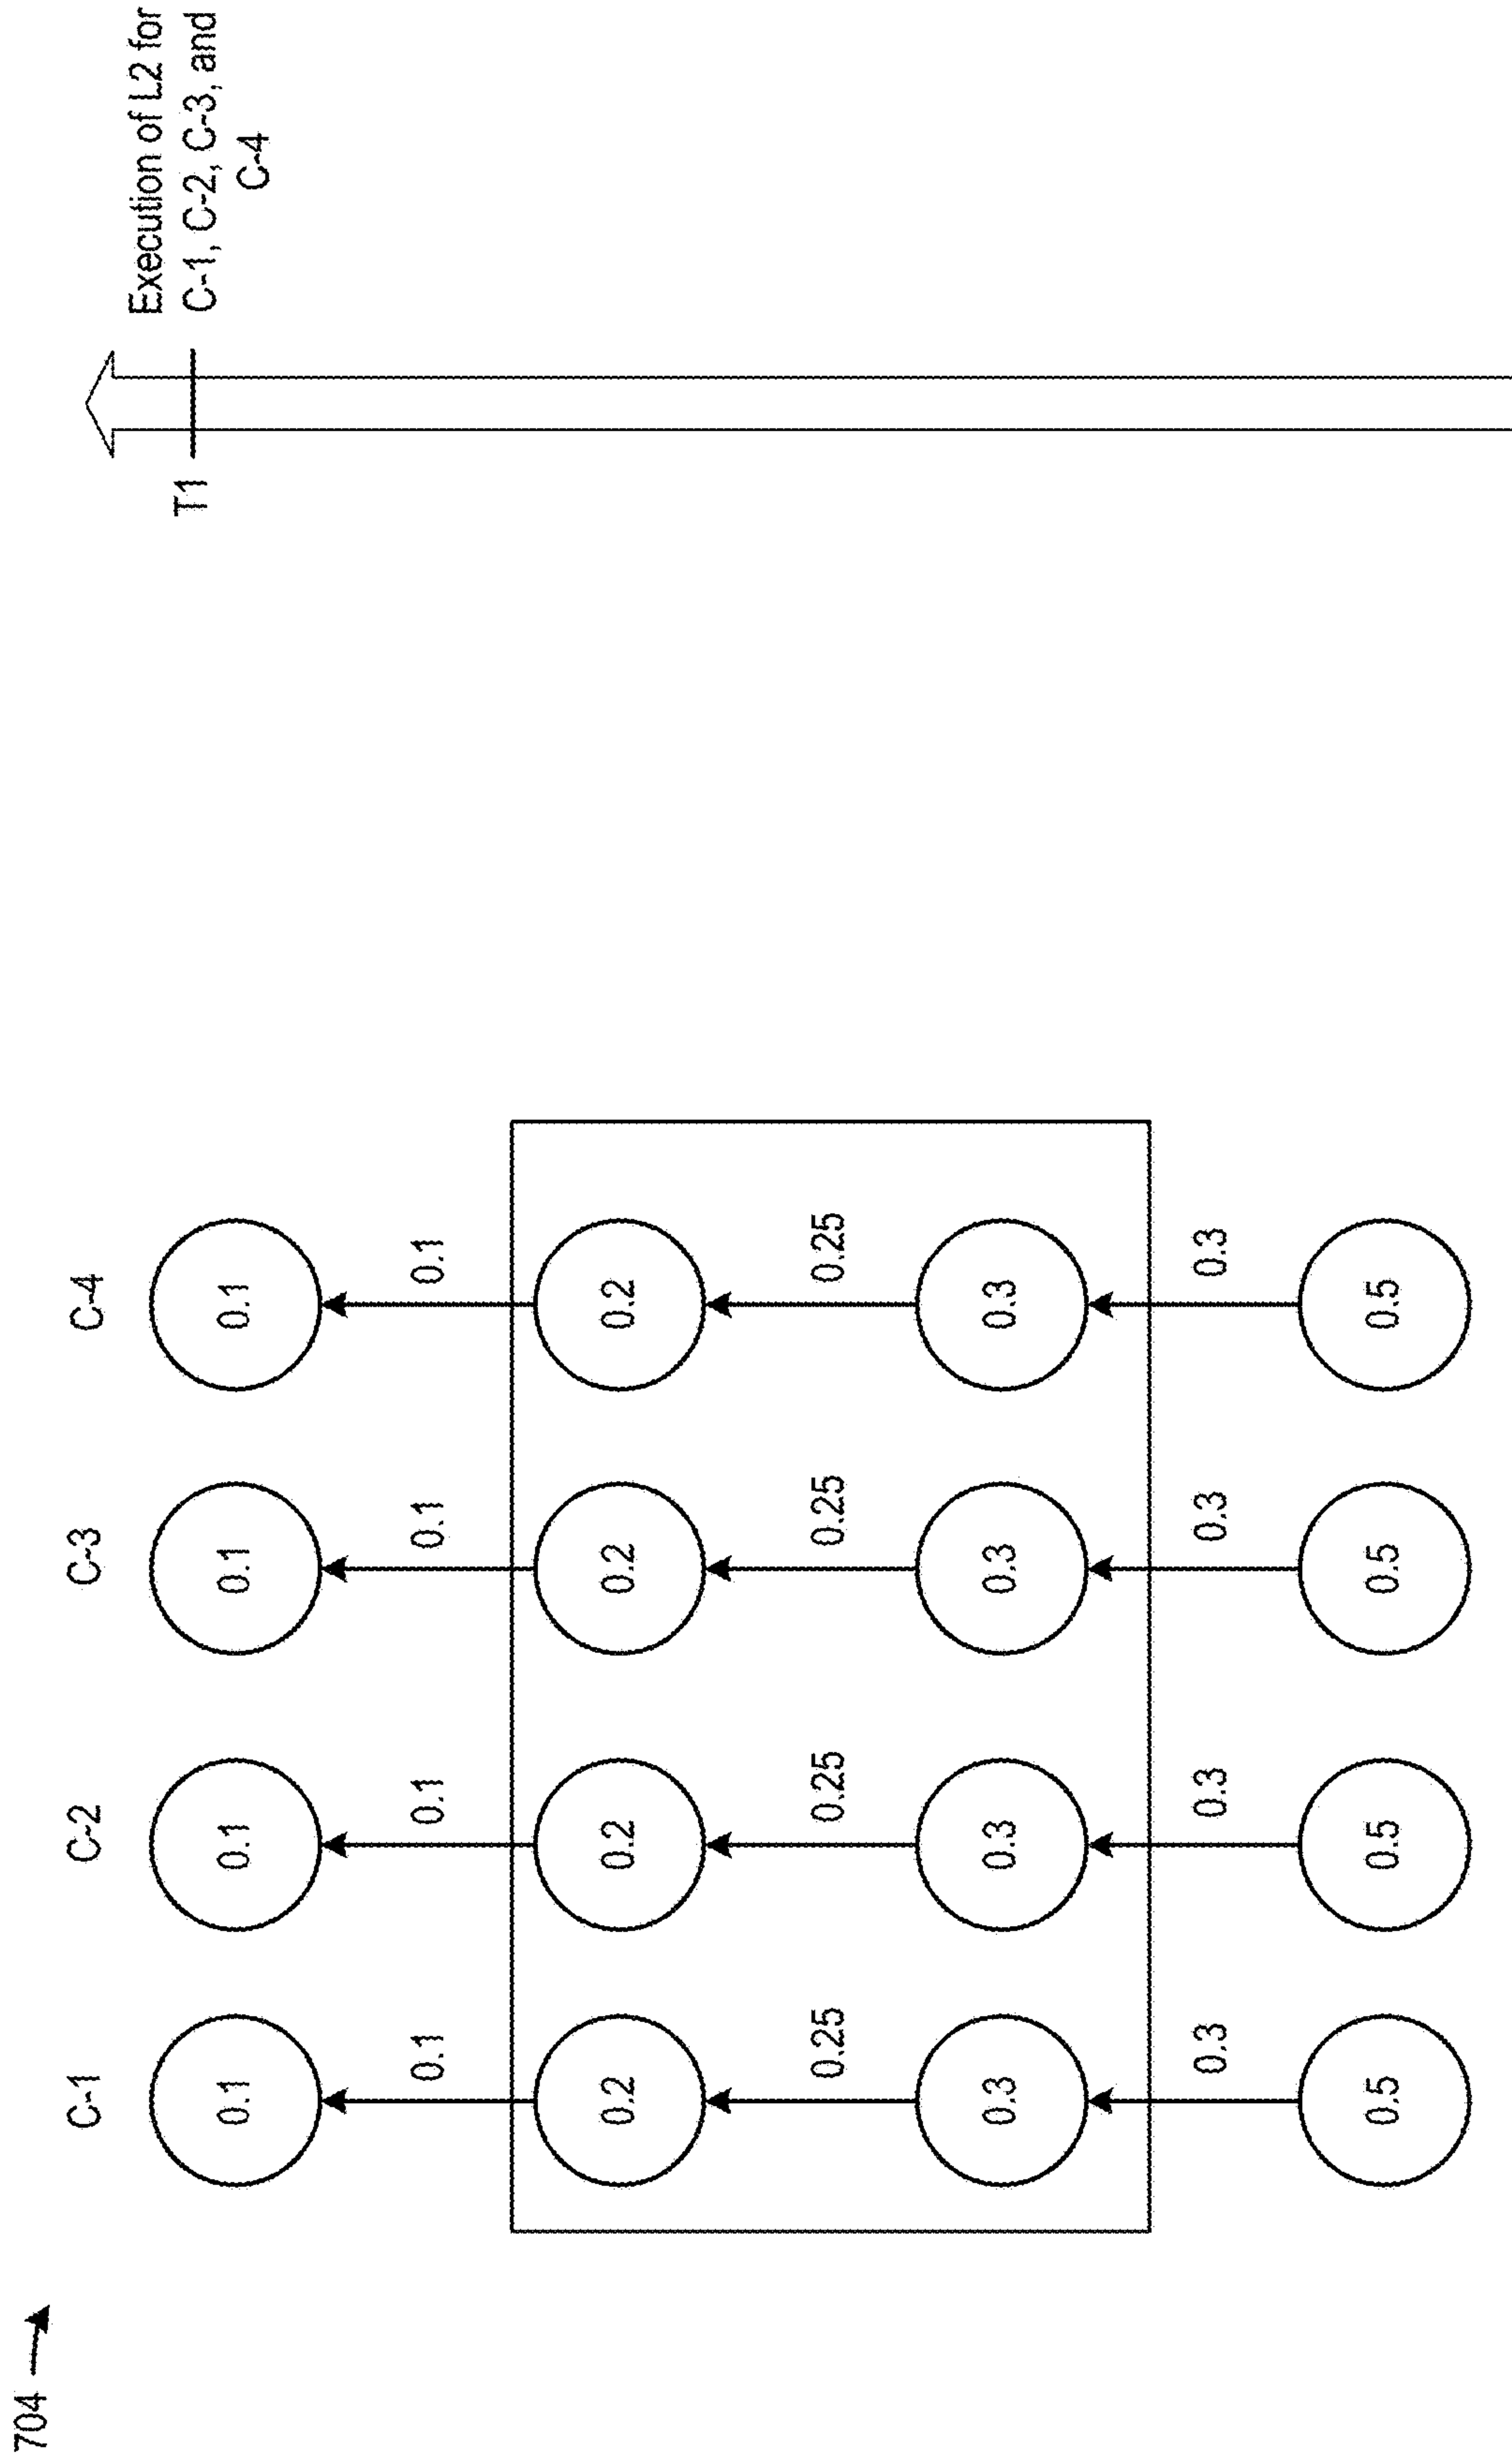 704
C-1 C-2 C-3 C-4
Execution of L2 for
C-1, C-2, C-3, and
C-4
T1
0.1 0.1 0.1 0.1
0.1 0.1 0.1 0.1
0.2 0.2 0.2 0.2
0.25 0.25 0.25 0.25
0.3 0.3 0.3 0.3
0.3 0.3 0.3 0.3
0.5 0.5 0.5 0.5